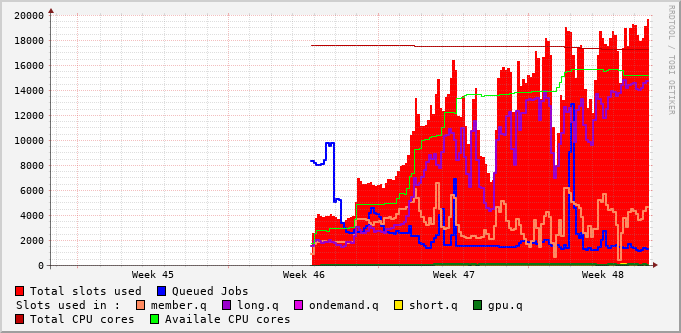 20000
18000
16000
14000
12000
10000
8000
6000
4000
2000
0
Week 45 Week 46 Week 47 Week 48
RRDTOOL / TOBI OETIKER
Total slots used Queued Jobs
Slots used in : member.q long.q ondemand.q short.q gpu.q
Total CPU cores Availale CPU cores